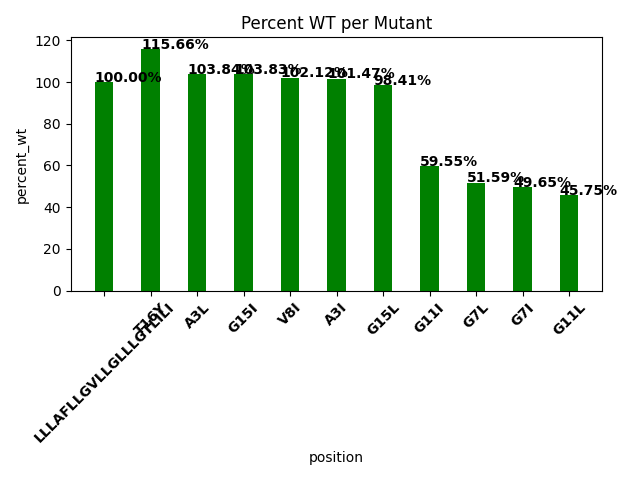 Percent WT per Mutant
percent_wt
120
100
80
60
40
20
0
100.00%
115.66%
103.84%
103.83%
102.12%
101.47%
98.41%
59.55%
51.59%
49.65%
45.75%
LLLAFLLGVLLGLLLGTLILI
T16Y
A3L
G15I
V8I
A3I
G15L
G11I
G7L
G7I
G11L
position